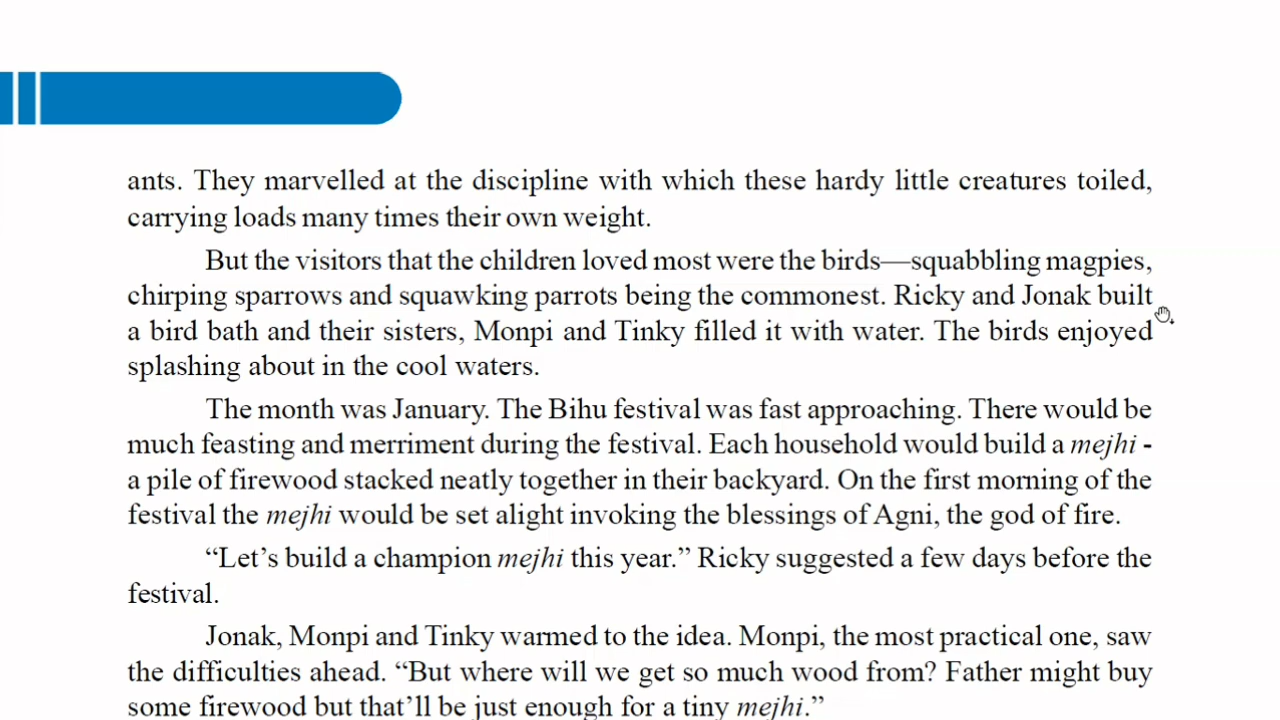 ants. They marvelled at the discipline with which these hardy little creatures toiled,
carrying loads many times their own weight.
But the visitors that the children loved most were the birds—squabbling magpies,
chirping sparrows and squawking parrots being the commonest. Ricky and Jonak built
a bird bath and their sisters, Monpi and Tinky filled it with water. The birds enjoyed
splashing about in the cool waters.
The month was January. The Bihu festival was fast approaching. There would be
much feasting and merriment during the festival. Each household would build a mejhi -
a pile of firewood stacked neatly together in their backyard. On the first morning of the
festival the mejhi would be set alight invoking the blessings of Agni, the god of fire.
“Let’s build a champion mejhi this year.” Ricky suggested a few days before the
festival.
Jonak, Monpi and Tinky warmed to the idea. Monpi, the most practical one, saw
the difficulties ahead. “But where will we get so much wood from? Father might buy
some firewood but that’ll be just enough for a tiny mejhi.”